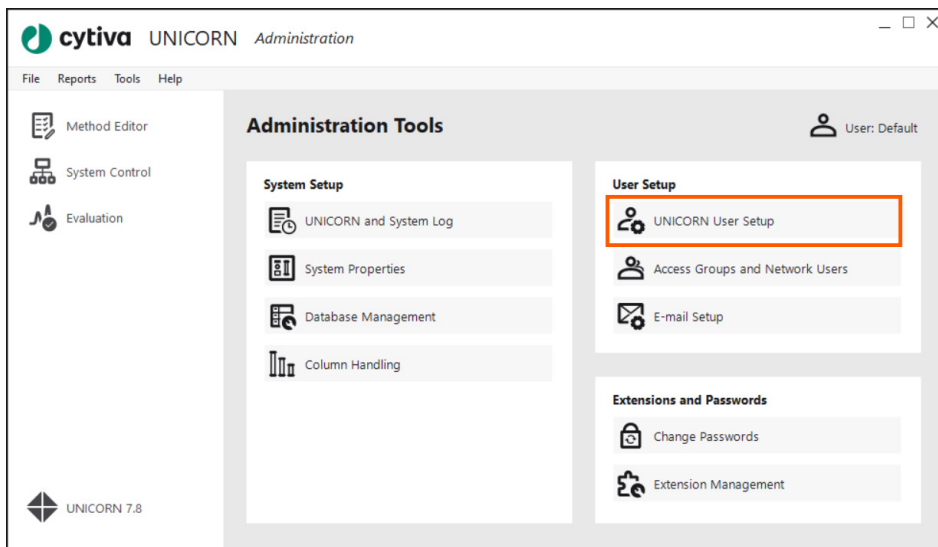 cytiva UNICORN Administration
File Reports Tools Help
Method Editor
System Control
Evaluation
UNICORN 7.8
Administration Tools
User: Default
System Setup
UNICORN and System Log
System Properties
Database Management
Column Handling
User Setup
UNICORN User Setup
Access Groups and Network Users
E-mail Setup
Extensions and Passwords
Change Passwords
Extension Management